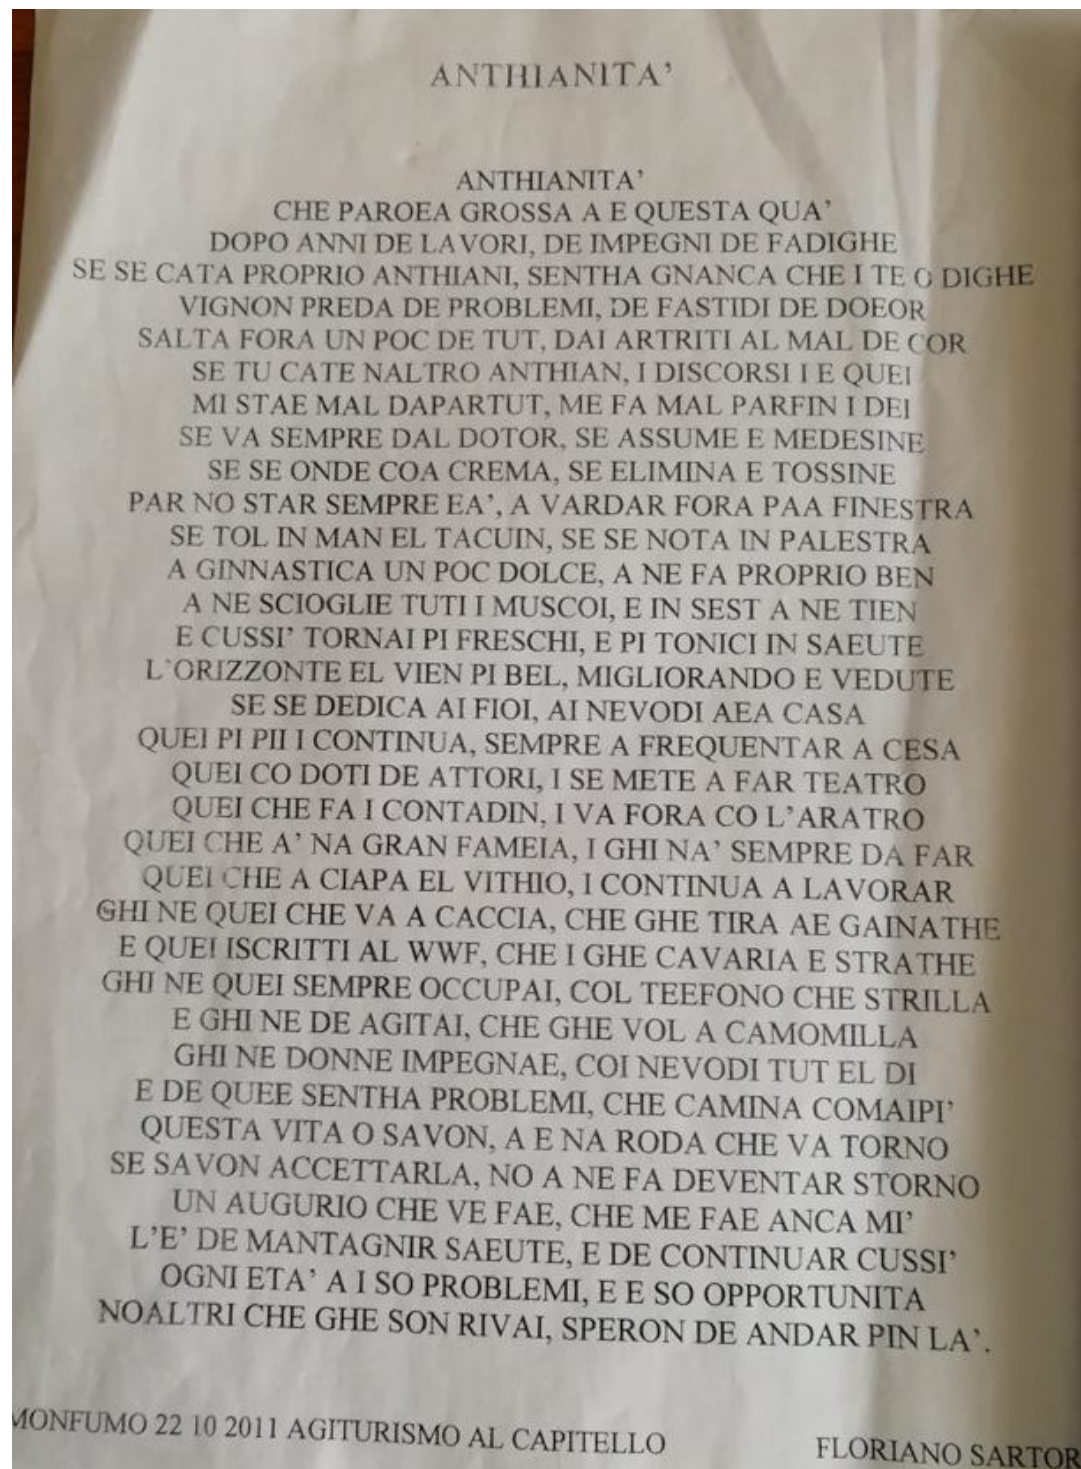 ANTHIANITA'
ANTHIANITA'
CHE PAROEA GROSSA A E QUESTA QUA'
DOPO ANNI DE LAVORI, DE IMPEGNI DE FADIGHE
SE SE CATA PROPRIO ANTHIANI, SENTHA GNANCA CHE I TE O DIGHE
VIGNON PREDA DE PROBLEMI, DE FASTIDI DE DOEOR
SALTA FORA UN POC DE TUT, DAI ARTRITI AL MAL DE COR
SE TU CATE NALTRO ANTHIAN, I DISCORSI I E QUEI
MI STAE MAL DAPARTUT, ME FA MAL PARFIN I DEI
SE VA SEMPRE DAL DOTOR, SE ASSUME E MEDESINE
SE SE ONDE COA CREMA, SE ELIMINA E TOSSINE
PAR NO STAR SEMPRE EA', A VARDAR FORA PAA FINESTRA
SE TOL IN MAN EL TACUIN, SE SE NOTA IN PALESTRA
A GINNASTICA UN POC DOLCE, A NE FA PROPRIO BEN
A NE SCIOGLIE TUTI I MUSCOI, E IN SEST A NE TIEN
E CUSSI' TORNAI PI FRESCHI, E PI TONICI IN SAEUTE
L'ORIZZONTE EL VIEN PI BEL, MIGLIORANDO E VEDUTE
SE SE DEDICA AI FIOI, AI NEVODI AEA CASA
QUEI PI PII I CONTINUA, SEMPRE A FREQUENTAR A CESA
QUEI CO DOTI DE ATTORI, I SE METE A FAR TEATRO
QUEI CHE FA I CONTADIN, I VA FORA CO L'ARATRO
QUEI CHE A' NA GRAN FAMEIA, I GHI NA' SEMPRE DA FAR
QUEI CHE A CIAPA EL VITHIO, I CONTINUA A LAVORAR
GHI NE QUEI CHE VA A CACCIA, CHE GHE TIRA AE GAINATHE
E QUEI ISCRITTI AL WWF, CHE I GHE CAVARIA E STRATHE
GHI NE QUEI SEMPRE OCCUPAI, COL TEEFONO CHE STRILLA
E GHI NE DE AGITAI, CHE GHE VOL A CAMOMILLA
GHI NE DONNE IMPEGNAE, COI NEVODI TUT EL DI
E DE QUEE SENTHA PROBLEMI, CHE CAMINA COMAIPI'
QUESTA VITA O SAVON, A E NA RODA CHE VA TORNO
SE SAVON ACCETTARLA, NO A NE FA DEVENTAR STORNO
UN AUGURIO CHE VE FAE, CHE ME FAE ANCA MI'
L'E' DE MANTAGNIR SAEUTE, E DE CONTINUAR CUSSI'
OGNI ETA' A I SO PROBLEMI, E E SO OPPORTUNITA
NOALTRI CHE GHE SON RIVAI, SPERON DE ANDAR PIN LA'.
MONFUMO 22 10 2011 AGITURISMO AL CAPITELLO FLORIANO SARTOR